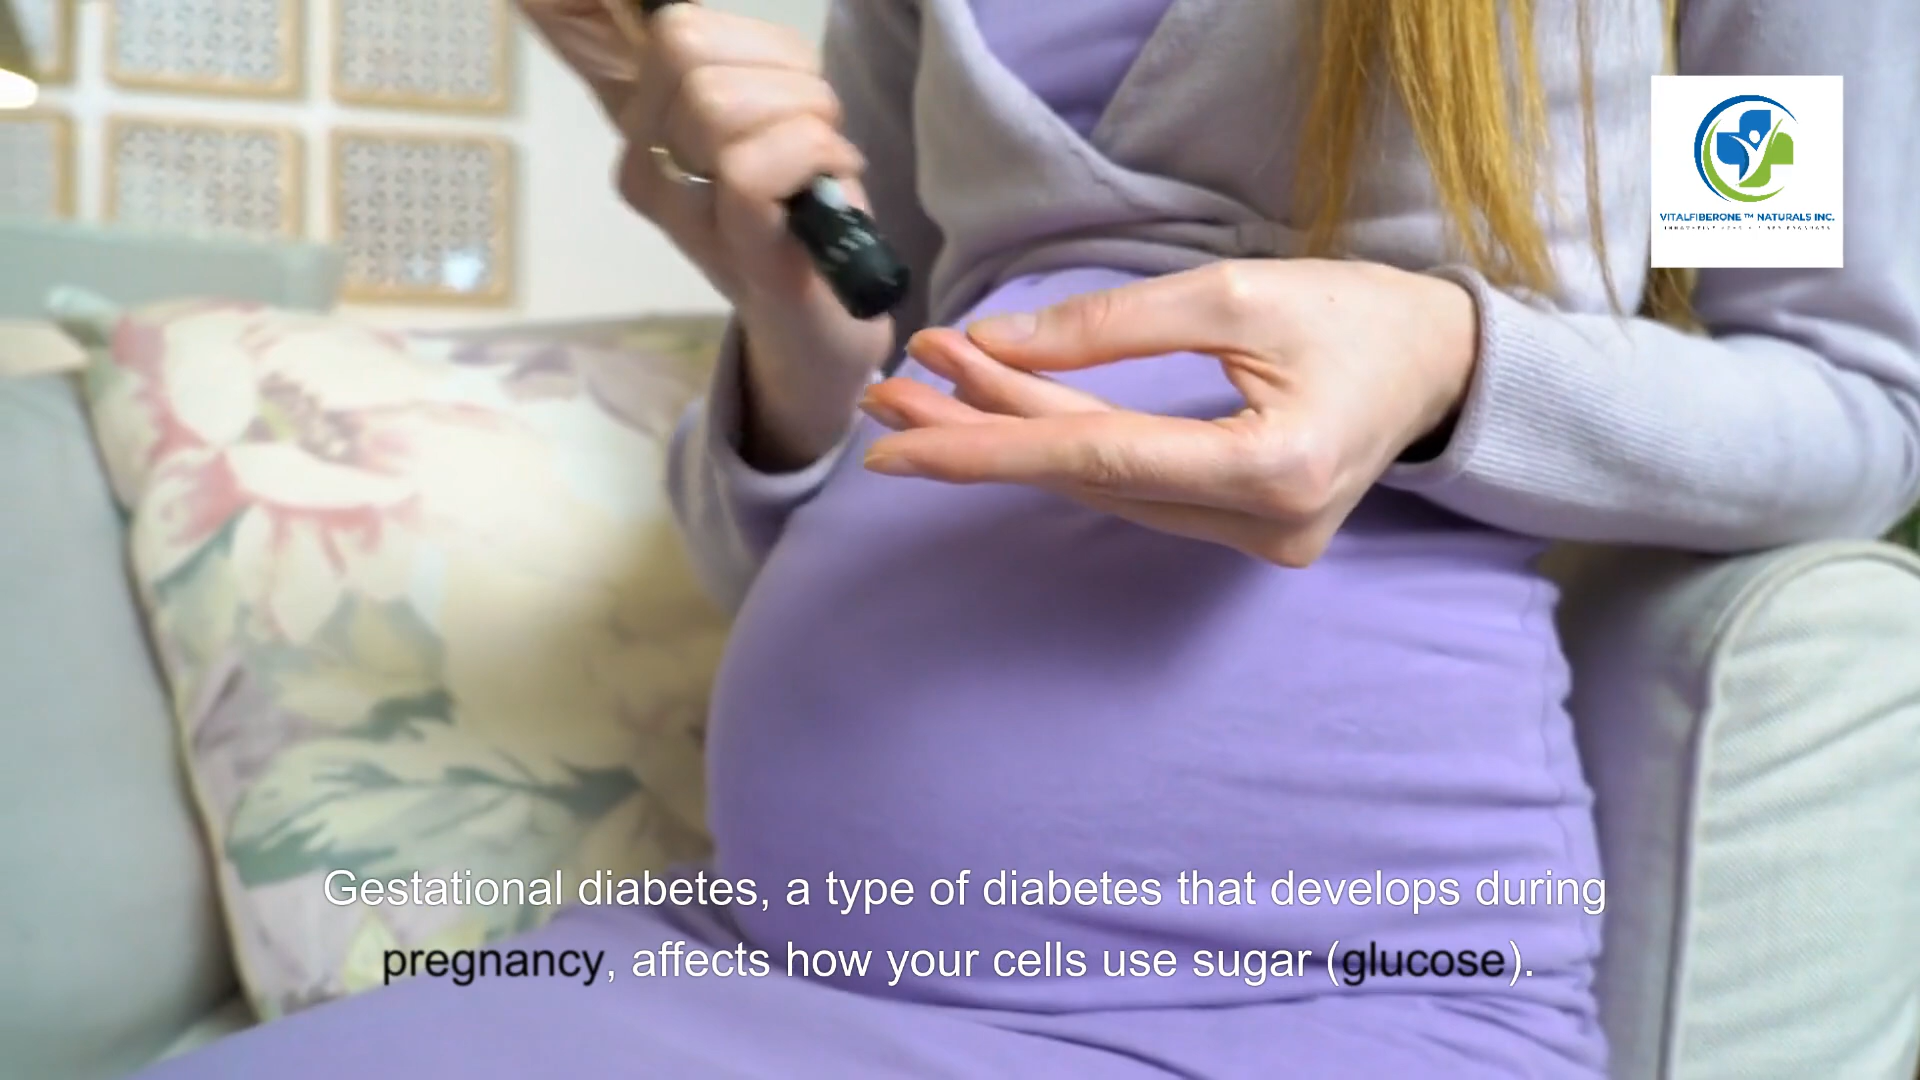 VITALFIBERONE ™ NATURALS INC.
Gestational diabetes, a type of diabetes that develops during
pregnancy, affects how your cells use sugar (glucose).